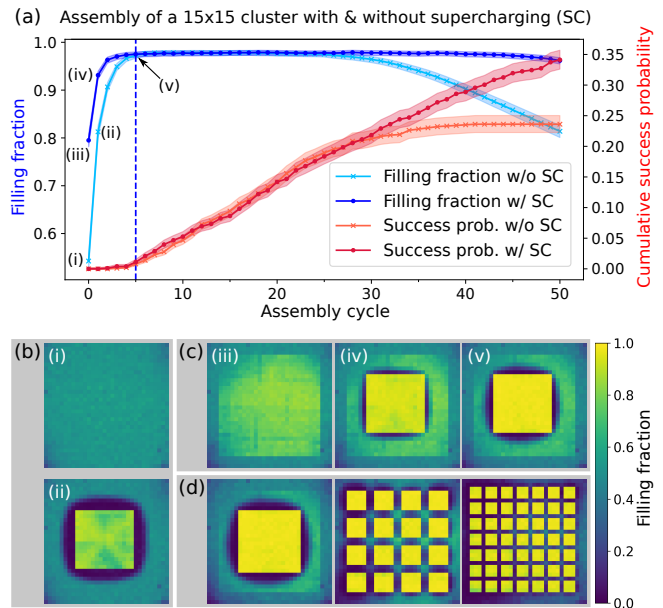 (a) Assembly of a 15x15 cluster with & without supercharging (SC)
Filling fraction
1.0
0.9
0.8
0.7
0.6
(i)
(ii)
(iii)
(iv)
(v)
Filling fraction w/o SC
Filling fraction w/ SC
Success prob. w/o SC
Success prob. w/ SC
0 10 20 30 40 50
Assembly cycle
0.35
0.30
0.25
0.20
0.15
0.10
0.05
0.00
Cumulative success probability
(b) (i)
(c) (iii) (iv) (v)
(ii)
(d)
1.0
0.8
0.6
0.4
0.2
0.0
Filling fraction